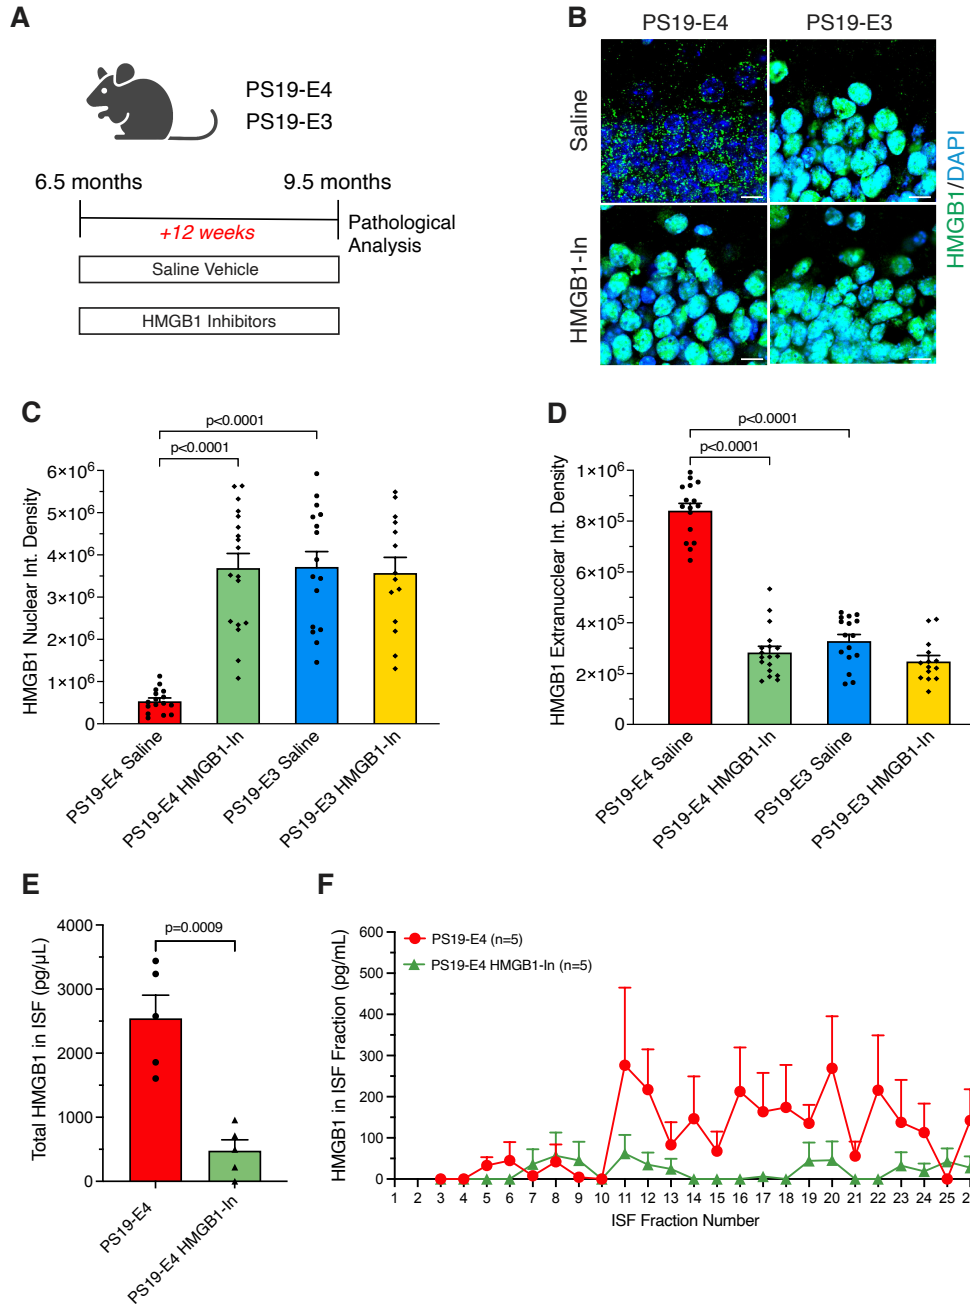 A
PS19-E4
PS19-E3
6.5 months
9.5 months
+12 weeks
Pathological
Analysis
Saline Vehicle
HMGB1 Inhibitors
B
PS19-E4
PS19-E3
Saline
HMGB1-In
HMGB1/DAPI
C
p<0.0001
p<0.0001
HMGB1 Nuclear Int. Density
6×10⁶
5×10⁶
4×10⁶
3×10⁶
2×10⁶
1×10⁶
0
PS19-E4 Saline
PS19-E4 HMGB1-In
PS19-E3 Saline
PS19-E3 HMGB1-In
D
p<0.0001
p<0.0001
HMGB1 Extranuclear Int. Density
1×10⁶
8×10⁵
6×10⁵
4×10⁵
2×10⁵
0
PS19-E4 Saline
PS19-E4 HMGB1-In
PS19-E3 Saline
PS19-E3 HMGB1-In
E
p=0.0009
Total HMGB1 in ISF (pg/μL)
4000
3000
2000
1000
0
PS19-E4
PS19-E4 HMGB1-In
F
PS19-E4 (n=5)
PS19-E4 HMGB1-In (n=5)
HMGB1 in ISF Fraction (pg/mL)
600
500
400
300
200
100
0
1 2 3 4 5 6 7 8 9 10 11 12 13 14 15 16 17 18 19 20 21 22 23 24 25
ISF Fraction Number